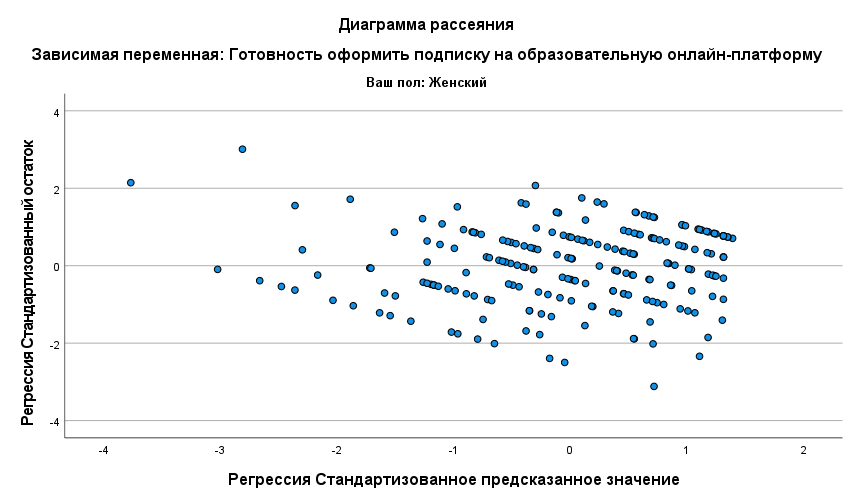 Диаграмма рассеяния
Зависимая переменная: Готовность оформить подписку на образовательную онлайн-платформу
Ваш пол: Женский
Регрессия Стандартизованный остаток
4
2
0
-2
-4
-4
-3
-2
-1
0
1
2
Регрессия Стандартизованное предсказанное значение